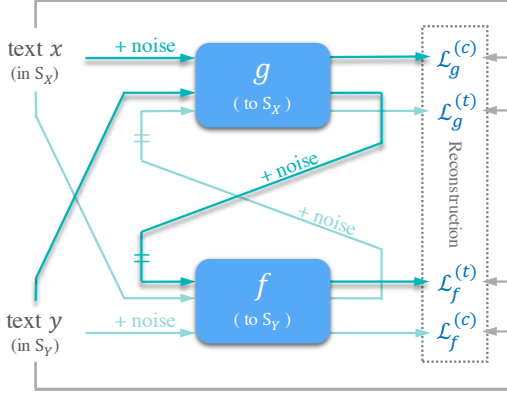 text x
(in S_X)
+ noise
g
( to S_X )
ℒ_g^(c)
ℒ_g^(t)
Reconstruction
+ noise
+ noise
text y
(in S_Y)
+ noise
f
( to S_Y )
ℒ_f^(t)
ℒ_f^(c)